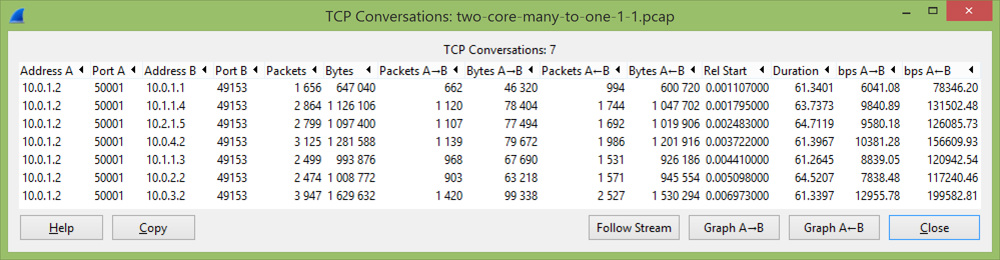 TCP Conversations: two-core-many-to-one-1-1.pcap
TCP Conversations: 7
Address A Port A Address B Port B Packets Bytes Packets A→B Bytes A→B Packets A←B Bytes A←B Rel Start Duration bps A→B bps A←B
10.0.1.2 50001 10.0.1.1 49153 1 656 647 040 662 46 320 994 600 720 0.001107000 61.3401 6041.08 78346.20
10.0.1.2 50001 10.1.1.4 49153 2 864 1 126 106 1 120 78 404 1 744 1 047 702 0.001795000 63.7373 9840.89 131502.48
10.0.1.2 50001 10.2.1.5 49153 2 799 1 097 400 1 107 77 494 1 692 1 019 906 0.002483000 64.7119 9580.18 126085.73
10.0.1.2 50001 10.0.4.2 49153 3 125 1 281 588 1 139 79 672 1 986 1 201 916 0.003722000 61.3967 10381.28 156609.93
10.0.1.2 50001 10.1.1.3 49153 2 499 993 876 968 67 690 1 531 926 186 0.004410000 61.2645 8839.05 120942.54
10.0.1.2 50001 10.0.2.2 49153 2 474 1 008 772 903 63 218 1 571 945 554 0.005098000 64.5207 7838.48 117240.46
10.0.1.2 50001 10.0.3.2 49153 3 947 1 629 632 1 420 99 338 2 527 1 530 294 0.006973000 61.3397 12955.78 199582.81
Help Copy Follow Stream Graph A→B Graph A←B Close